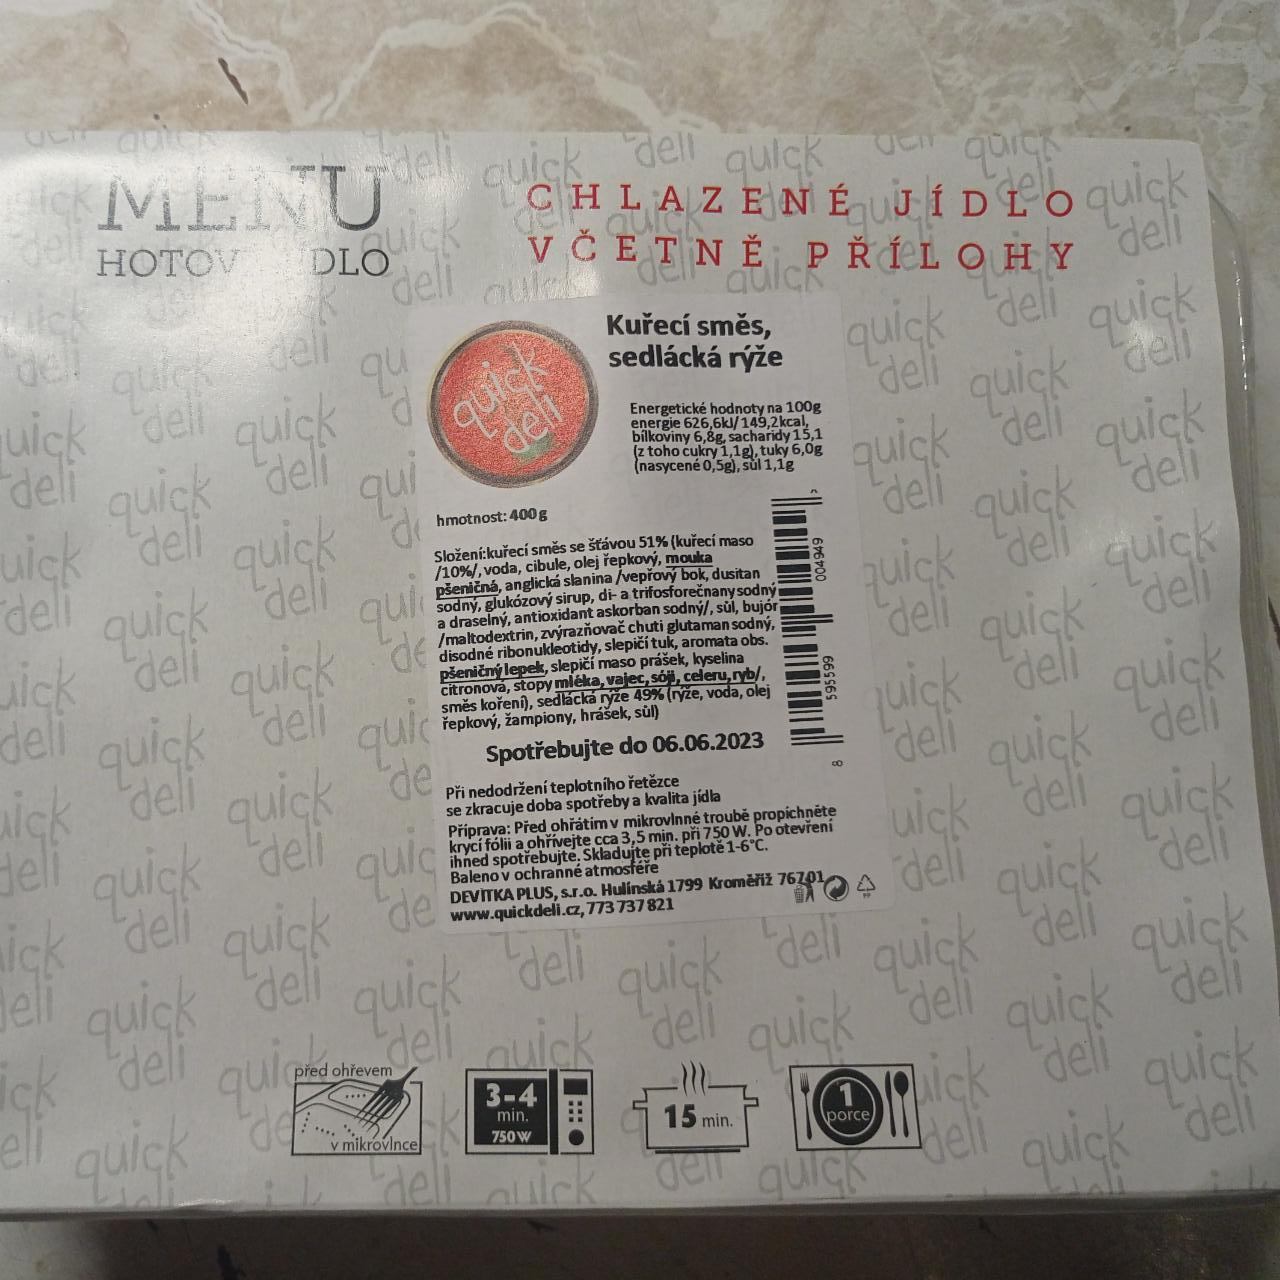 MENU
HOTOV DLO
CHLAZENÉ JÍDLO
VČETNĚ PŘÍLOHY
quick
deli
Kuřecí směs,
sedlácká rýže
Energetické hodnoty na 100g
energie 626,6kJ/149,2kcal,
bílkoviny 6,8g, sacharidy 15,1
(z toho cukry 1,1g), tuky 6,0g
(nasycené 0,5g), sůl 1,1g
hmotnost: 400g
Složení:kuřecí směs se šťávou 51% (kuřecí maso
/10%/, voda, cibule, olej řepkový, mouka
pšeničná, anglická slanina /vepřový bok, dusitan
sodný, glukózový sirup, di- a trifosforečnany sodný
a draselný, antioxidant askorban sodný/, sůl, bujór
/maltodextrin, zvýrazňovač chuti glutaman sodný,
disodné ribonukleotidy, slepičí tuk, aromata obs.
pšeničný lepek, slepičí maso prášek, kyselina
citronová, stopy mléka, vajec, sóji, celeru, ryb/,
směs koření), sedlácká rýže 49% (rýže, voda, olej
řepkový, žampiony, hrášek, sůl)
8 595599 004949 >
Spotřebujte do 06.06.2023
Při nedodržení teplotního řetězce
se zkracuje doba spotřeby a kvalita jídla
Příprava: Před ohřátím v mikrovlnné troubě propíchněte
krycí fólii a ohřívejte cca 3,5 min. při 750 W. Po otevření
ihned spotřebujte. Skladujte při teplotě 1-6°C.
Baleno v ochranné atmosféře
DEVÍTKA PLUS, s.r.o. Hulínská 1799 Kroměříž 76701
www.quickdeli.cz, 773 737 821
před ohřevem
v mikrovlnce
3-4
min.
750 W
15 min.
1
porce